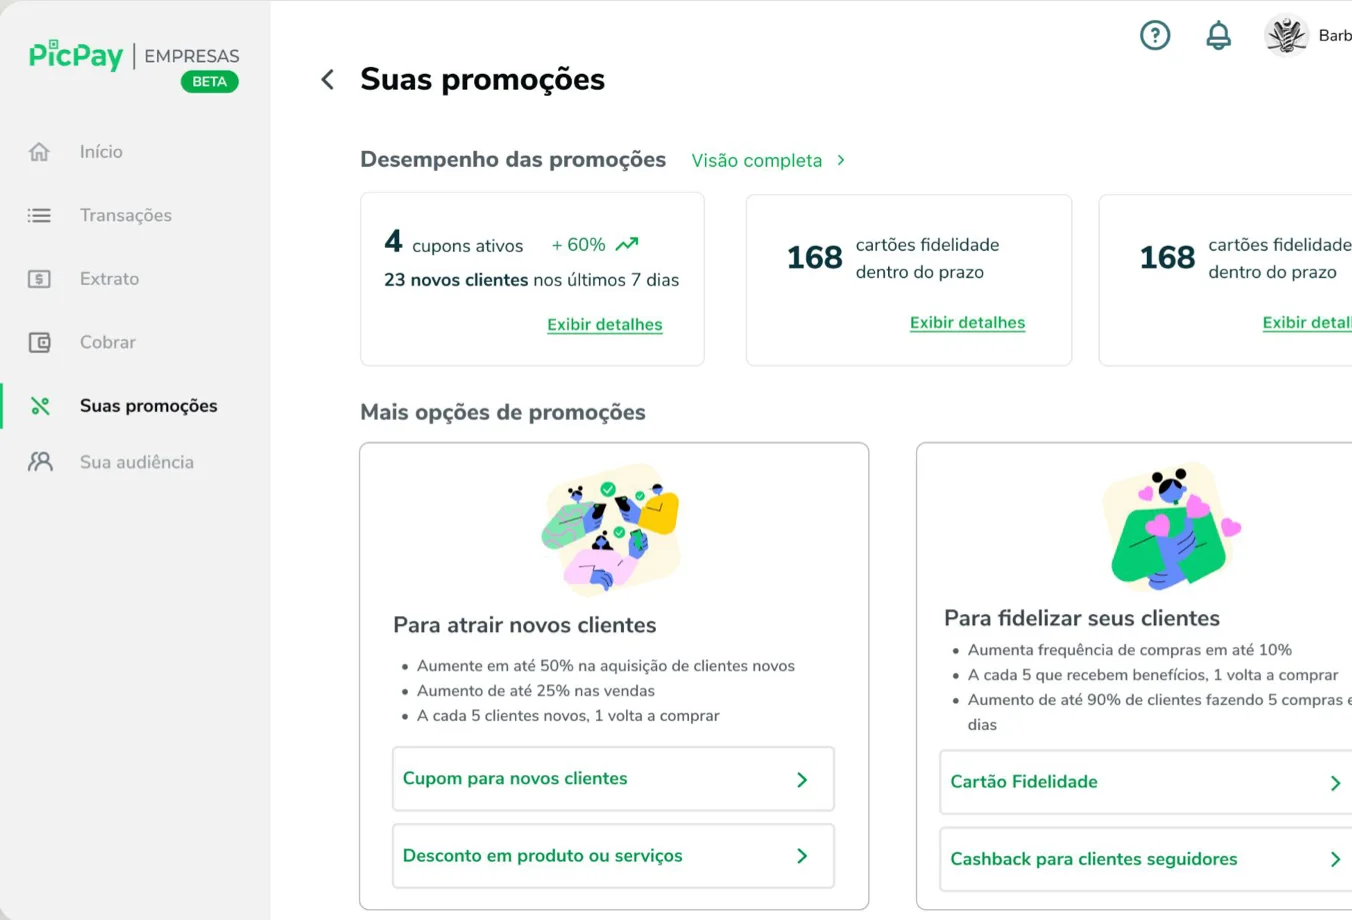 PicPay | EMPRESAS
BETA
Início
Transações
Extrato
Cobrar
Suas promoções
Sua audiência
Barb
Suas promoções
Desempenho das promoções
Visão completa
4 cupons ativos + 60%
23 novos clientes nos últimos 7 dias
Exibir detalhes
168 cartões fidelidade
dentro do prazo
Exibir detalhes
168 cartões fidelidade
dentro do prazo
Exibir detall
Mais opções de promoções
Para atrair novos clientes
• Aumente em até 50% na aquisição de clientes novos
• Aumento de até 25% nas vendas
• A cada 5 clientes novos, 1 volta a comprar
Cupom para novos clientes
Desconto em produto ou serviços
Para fidelizar seus clientes
• Aumenta frequência de compras em até 10%
• A cada 5 que recebem benefícios, 1 volta a comprar
• Aumento de até 90% de clientes fazendo 5 compras e
dias
Cartão Fidelidade
Cashback para clientes seguidores